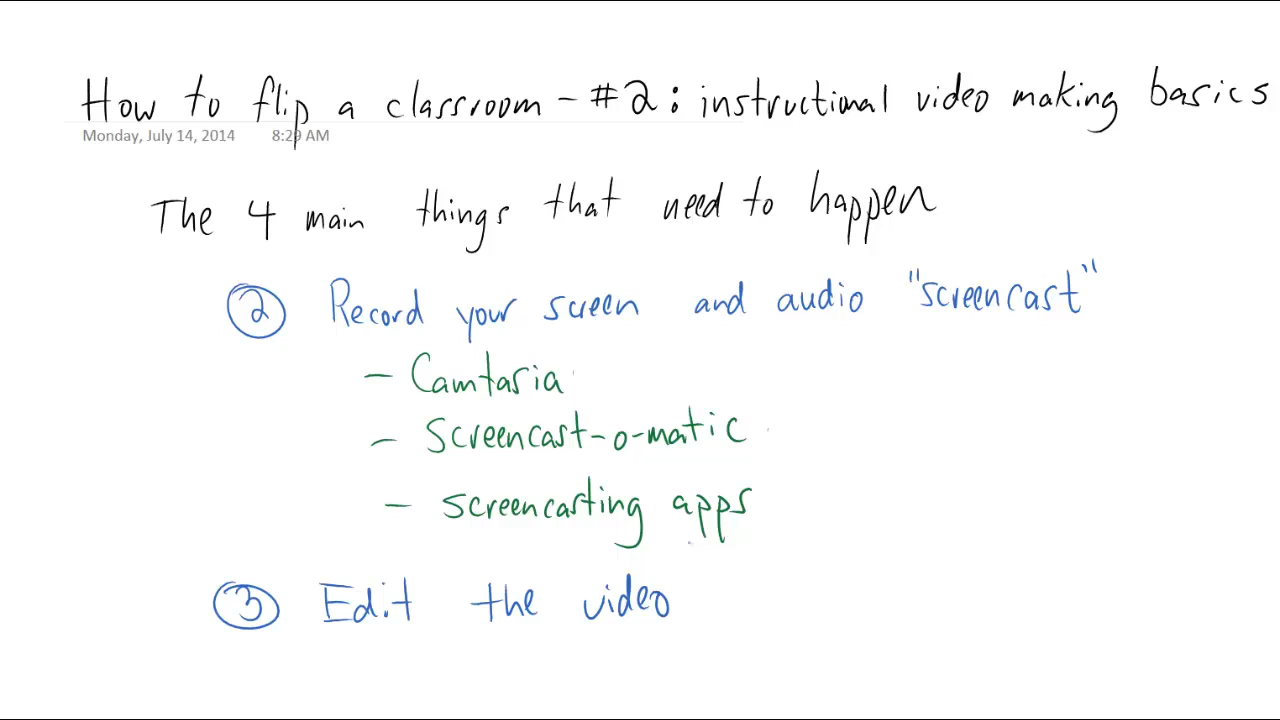 How to flip a classroom - #2: instructional video making basics
Monday, July 14, 2014 8:29 AM
The 4 main things that need to happen
2 Record your screen and audio "screencast"
- Camtasia
- Screencast-o-matic
- screencasting apps
3 Edit the video